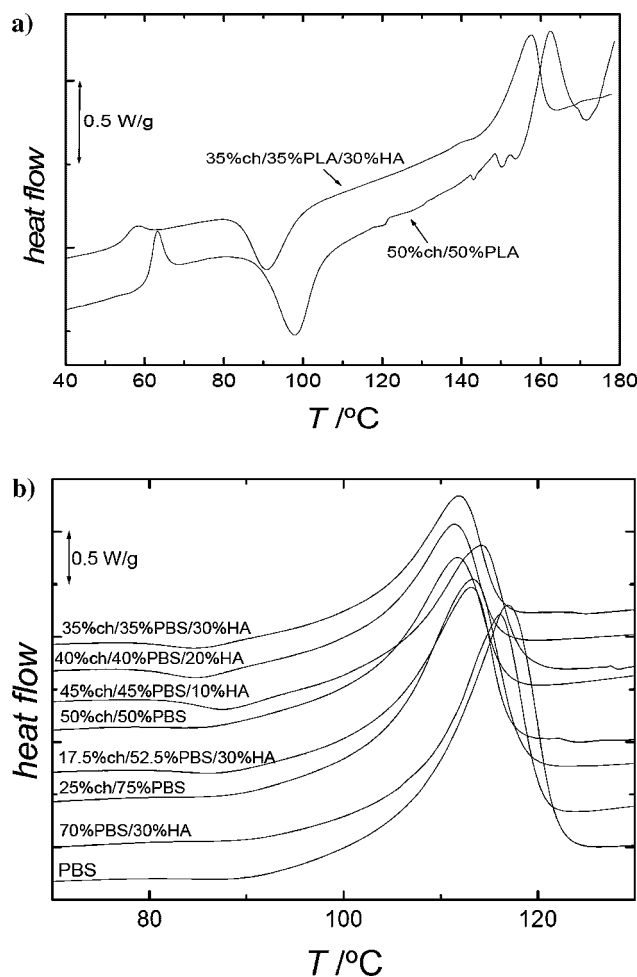 a)
0.5 W/g
35%ch/35%PLA/30%HA
50%ch/50%PLA
heat flow
40 60 80 100 120 140 160 180
T /ºC
b)
0.5 W/g
35%ch/35%PBS/30%HA
40%ch/40%PBS/20%HA
45%ch/45%PBS/10%HA
50%ch/50%PBS
17.5%ch/52.5%PBS/30%HA
25%ch/75%PBS
70%PBS/30%HA
PBS
heat flow
80 100 120
T /ºC